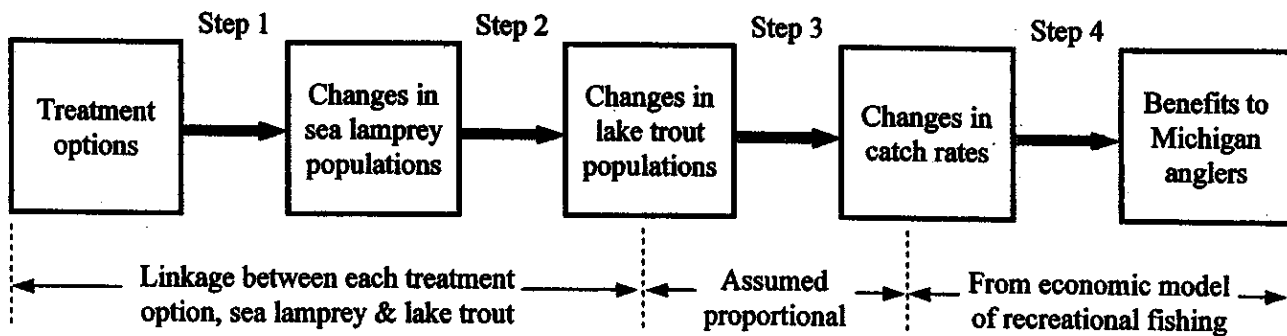 Step 1
Step 2
Step 3
Step 4
Treatment
options
Changes in
sea lamprey
populations
Changes in
lake trout
populations
Changes in
catch rates
Benefits to
Michigan
anglers
Linkage between each treatment
option, sea lamprey & lake trout
Assumed
proportional
From economic model
of recreational fishing